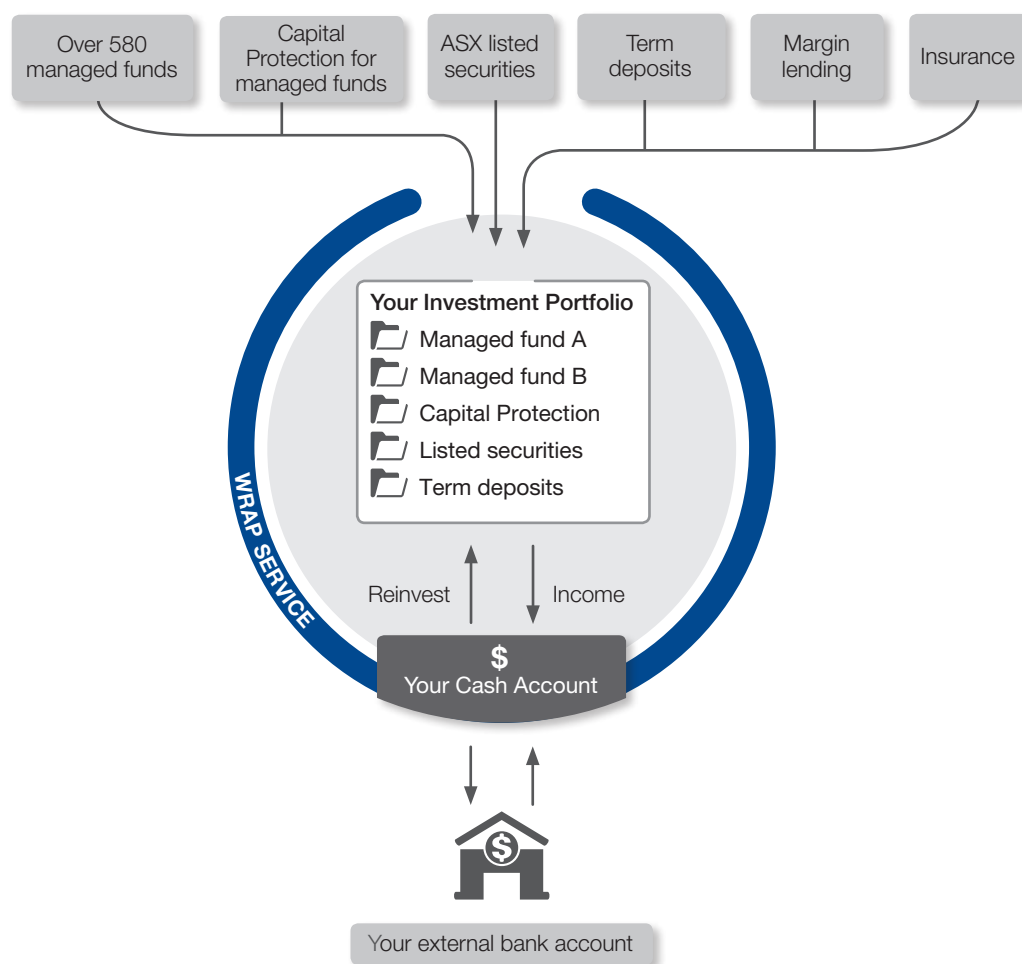 Over 580
managed funds
Capital
Protection for
managed funds
ASX listed
securities
Term
deposits
Margin
lending
Insurance
Your Investment Portfolio
Managed fund A
Managed fund B
Capital Protection
Listed securities
Term deposits
WRAP SERVICE
Reinvest
Income
$
Your Cash Account
$
Your external bank account